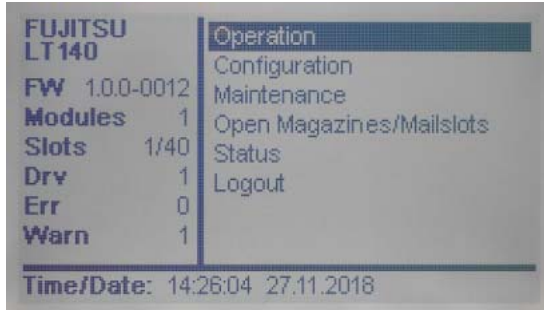 FUJITSU
LT140
FW 1.0.0-0012
Modules 1
Slots 1/40
Drv 1
Err 0
Warn 1
Operation
Configuration
Maintenance
Open Magazines/Mailslots
Status
Logout
Time/Date: 14:26:04 27.11.2018